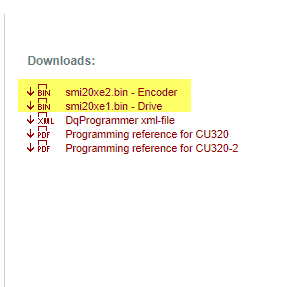 Downloads:
BIN smi20xe2.bin - Encoder
BIN smi20xe1.bin - Drive
XML DqProgrammer xml-file
PDF Programming reference for CU320
PDF Programming reference for CU320-2